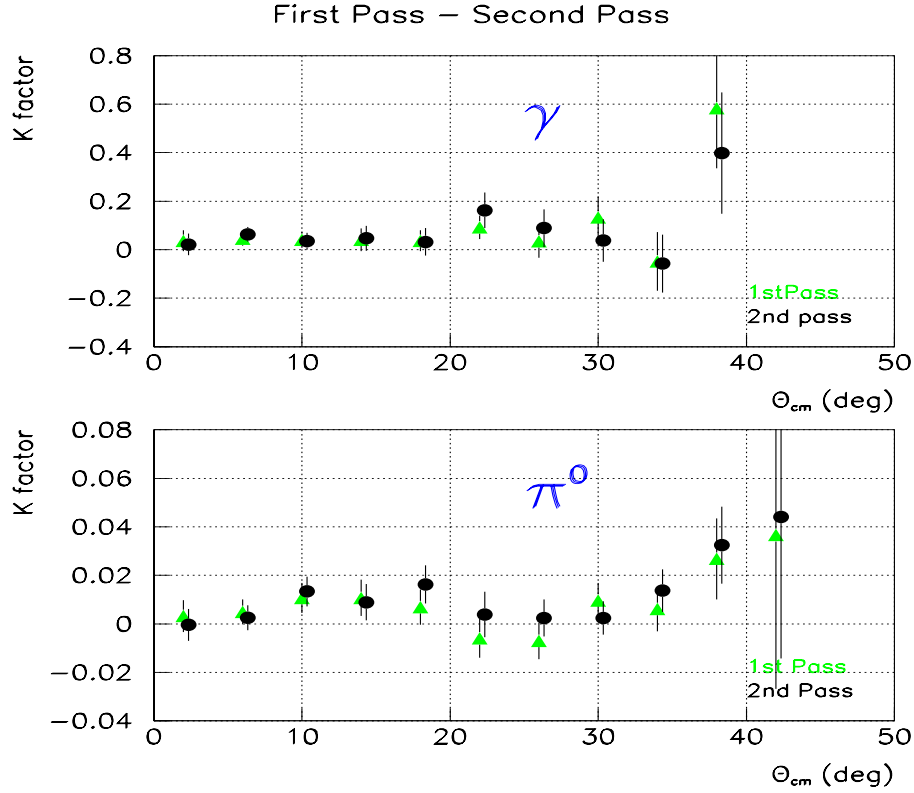 First Pass – Second Pass
K factor
0.8
0.6
0.4
0.2
0
−0.2
−0.4
γ
1stPass
2nd pass
0 10 20 30 40 50
Θcm (deg)
K factor
0.08
0.06
0.04
0.02
0
−0.02
−0.04
π⁰
1st Pass
2nd Pass
0 10 20 30 40 50
Θcm (deg)